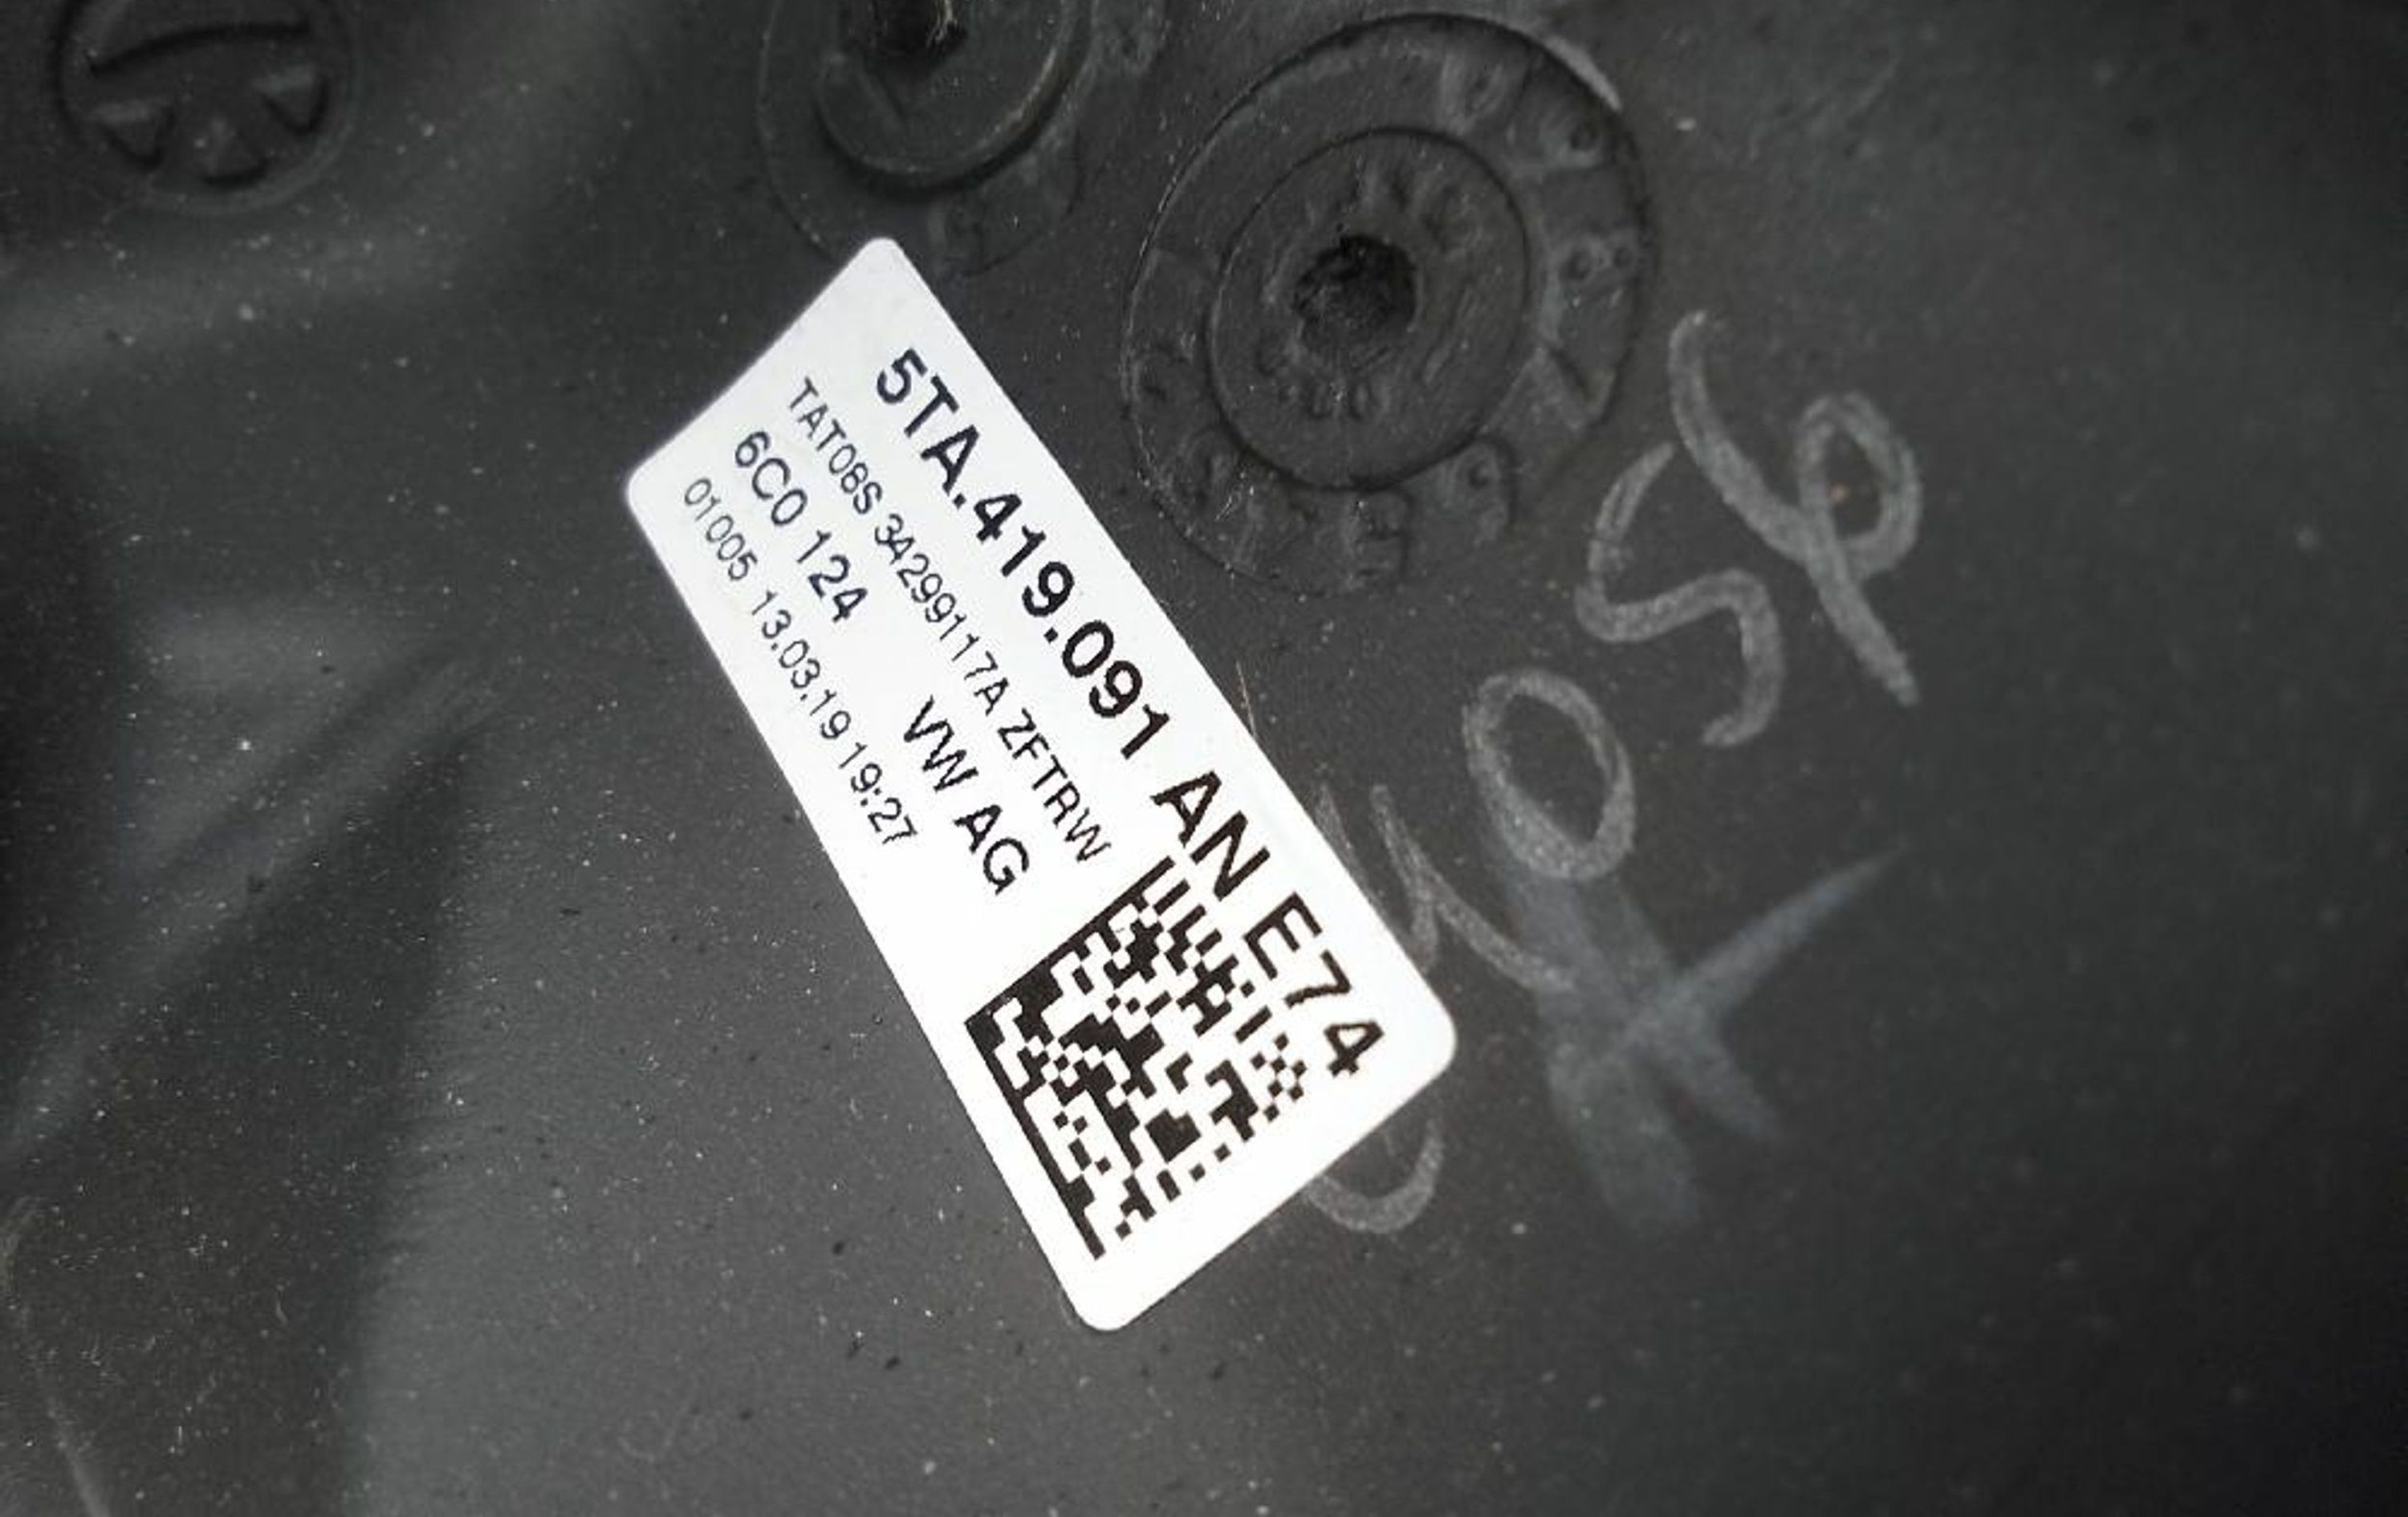 5TA.419.091 AN E74
TAT08S 34299117A ZFTRW
6C0 124 VW AG
01005 13.03.19 19:27